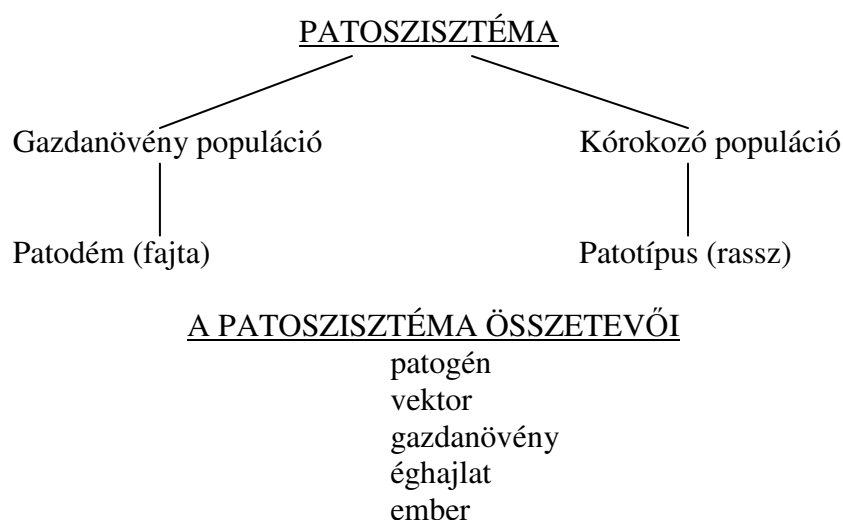 PATOSZISZTÉMA
Gazdanövény populáció Kórokozó populáció
Patodém (fajta) Patotípus (rassz)
A PATOSZISZTÉMA ÖSSZETEVŐI
patogén
vektor
gazdanövény
éghajlat
ember